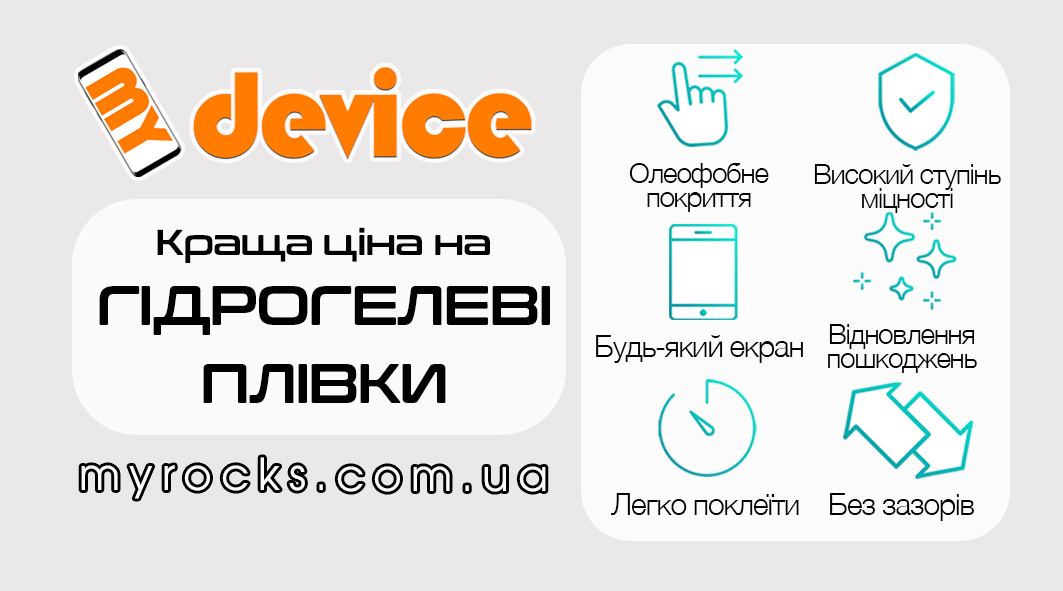 MY device
Краща ціна на
ГІДРОГЕЛЕВІ
ПЛІВКИ
myrocks.com.ua
Олеофобне
покриття
Високий ступінь
міцності
Будь-який екран
Відновлення
пошкоджень
Легко поклеїти
Без зазорів